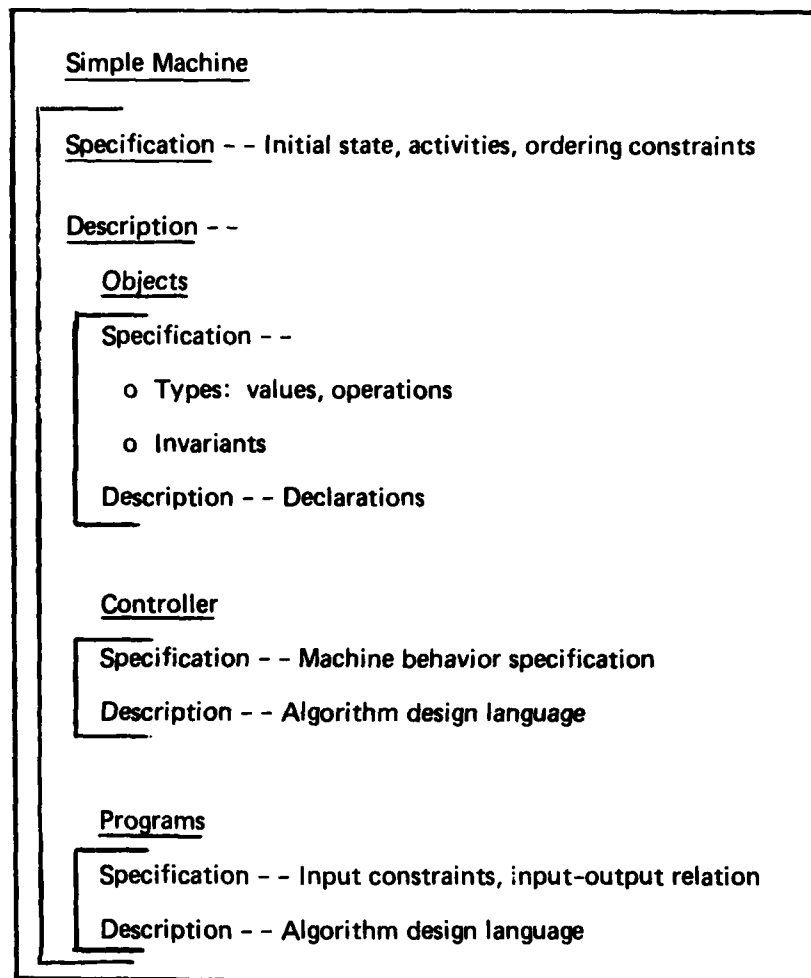 Simple Machine
Specification - - Initial state, activities, ordering constraints
Description - -
Objects
Specification - -
o Types: values, operations
o Invariants
Description - - Declarations
Controller
Specification - - Machine behavior specification
Description - - Algorithm design language
Programs
Specification - - Input constraints, input-output relation
Description - - Algorithm design language